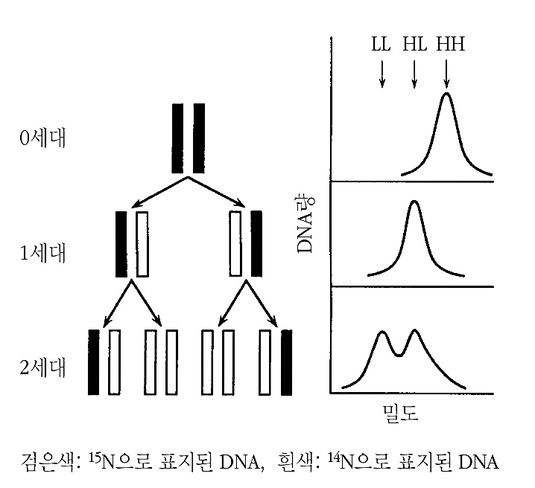 LL HL HH
0세대
DNA량
1세대
2세대
밀도
검은색: ¹⁵N으로 표지된 DNA, 흰색: ¹⁴N으로 표지된 DNA